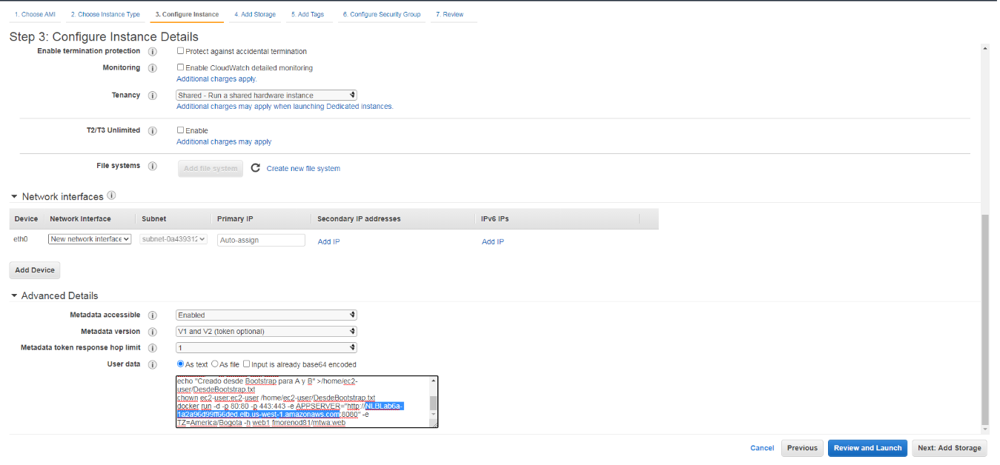 1. Choose AMI 2. Choose Instance Type 3. Configure Instance 4. Add Storage 5. Add Tags 6. Configure Security Group 7. Review
Step 3: Configure Instance Details
Enable termination protection Protect against accidental termination
Monitoring Enable CloudWatch detailed monitoring
Additional charges apply.
Tenancy Shared - Run a shared hardware instance
Additional charges may apply when launching Dedicated instances.
T2/T3 Unlimited Enable
Additional charges may apply
File systems Add file system Create new file system
Network interfaces
Device Network Interface Subnet Primary IP Secondary IP addresses IPv6 IPs
eth0 New network interface subnet-0a439312 Auto-assign Add IP Add IP
Add Device
Advanced Details
Metadata accessible Enabled
Metadata version V1 and V2 (token optional)
Metadata token response hop limit 1
User data As text As file Input is already base64 encoded
echo "Creado desde Bootstrap para A y B" >/home/ec2-
user/DesdeBootstrap.txt
chown ec2-user:ec2-user /home/ec2-user/DesdeBootstrap.txt
docker run -d -p 80:80 -p 443:443 -e APPSERVER="http://NLBLab6a-
1a2a96d99ff66ded.elb.us-west-1.amazonaws.com:8080" -e
TZ=America/Bogota -h web1 fmorenod81/mtwa:web
Cancel Previous Review and Launch Next: Add Storage